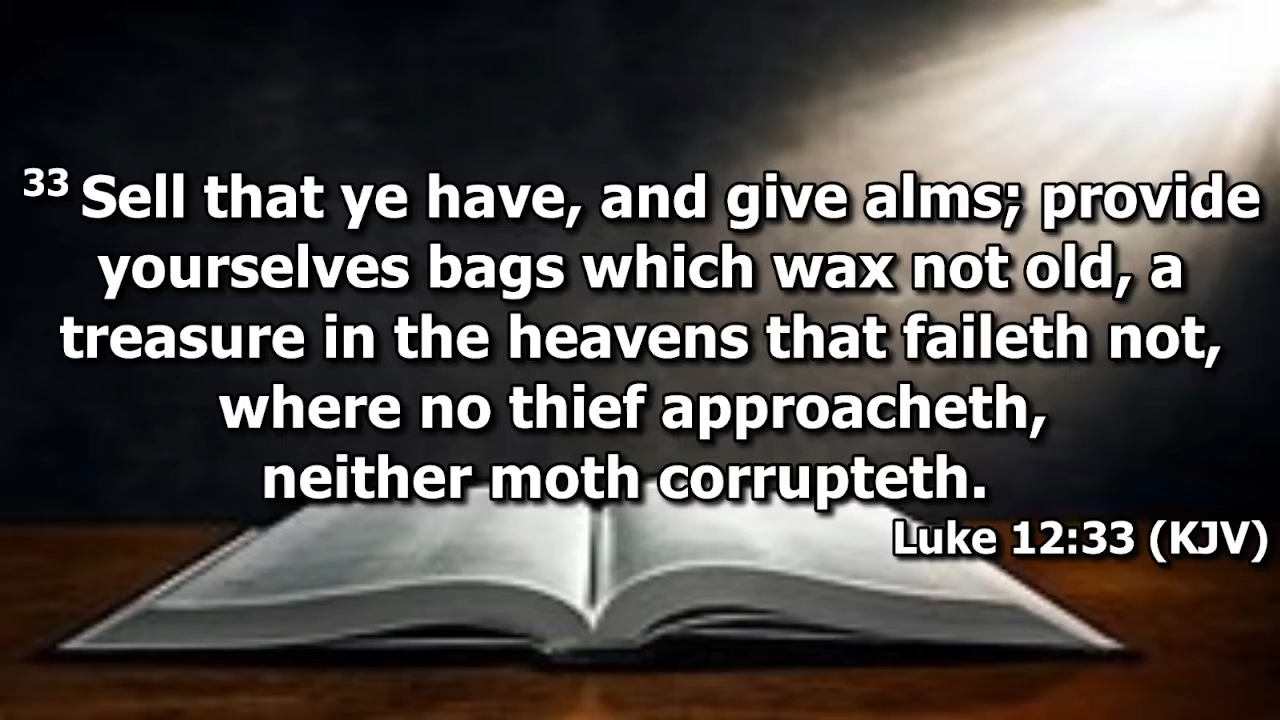 33 Sell that ye have, and give alms; provide
yourselves bags which wax not old, a
treasure in the heavens that faileth not,
where no thief approacheth,
neither moth corrupteth.
Luke 12:33 (KJV)